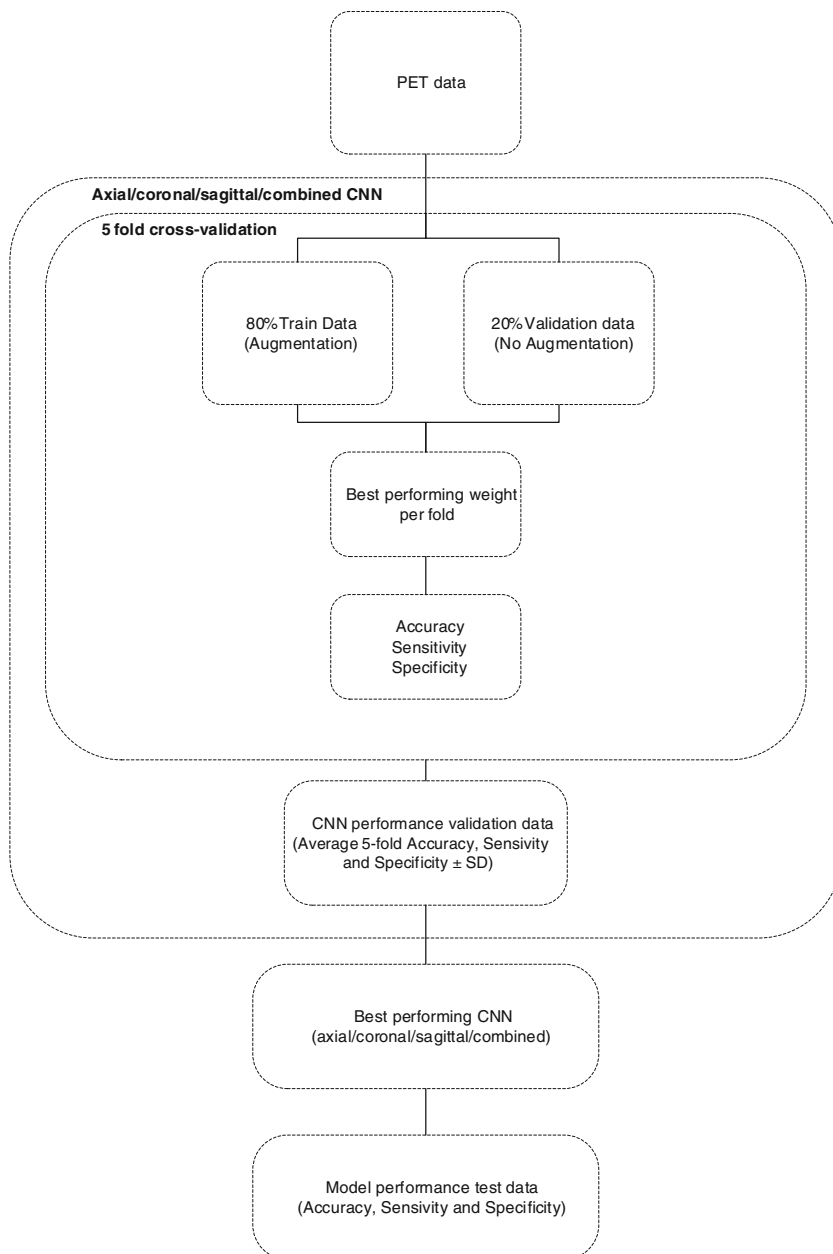 PET data
Axial/coronal/sagittal/combined CNN
5 fold cross-validation
80% Train Data
(Augmentation)
20% Validation data
(No Augmentation)
Best performing weight
per fold
Accuracy
Sensitivity
Specificity
CNN performance validation data
(Average 5-fold Accuracy, Sensivity
and Specificity ± SD)
Best performing CNN
(axial/coronal/sagittal/combined)
Model performance test data
(Accuracy, Sensivity and Specificity)